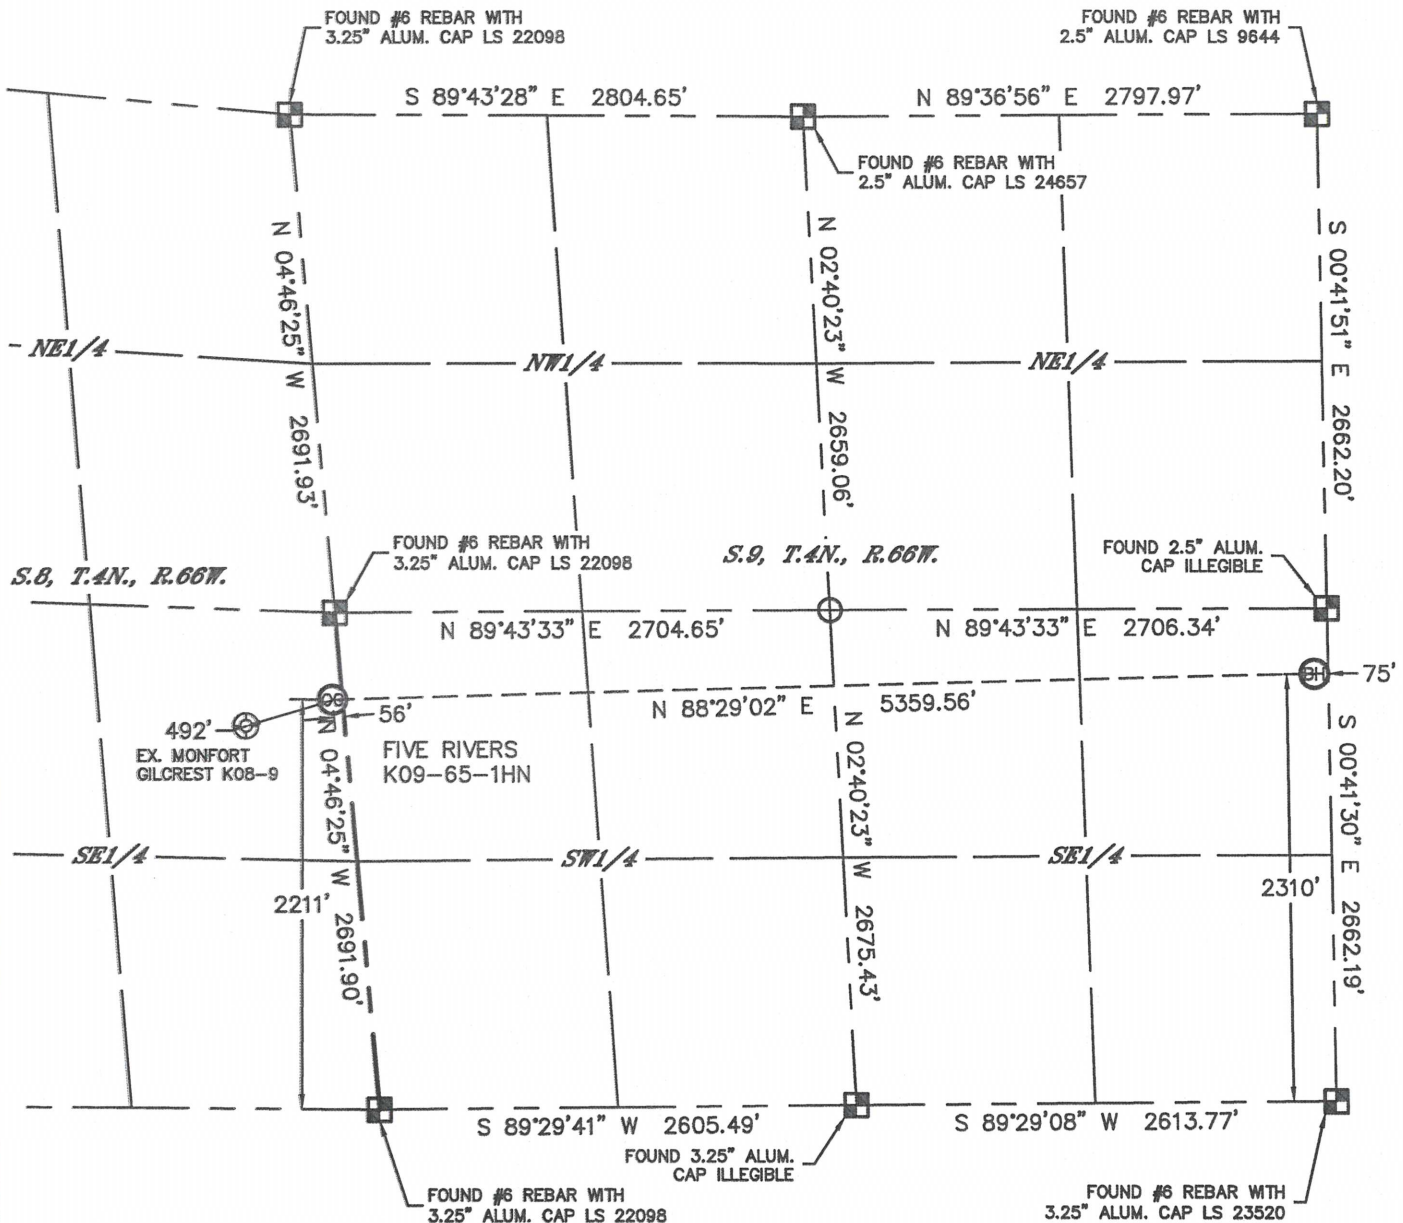 FOUND #6 REBAR WITH
3.25" ALUM. CAP LS 22098
FOUND #6 REBAR WITH
2.5" ALUM. CAP LS 9644
S 89°43'28" E 2804.65'
N 89°36'56" E 2797.97'
FOUND #6 REBAR WITH
2.5" ALUM. CAP LS 24657
N 04°46'25" W 2691.93'
N 02°40'23" W 2659.06'
S 00°41'51" E 2662.20'
NE1/4
NW1/4
NE1/4
FOUND #6 REBAR WITH
3.25" ALUM. CAP LS 22098
S.8, T.4N., R.66W.
S.9, T.4N., R.66W.
FOUND 2.5" ALUM.
CAP ILLEGIBLE
N 89°43'33" E 2704.65'
N 89°43'33" E 2706.34'
BH
75'
N 88°29'02" E 5359.56'
492'
56'
EX. MONFORT
GILCREST K08-9
FIVE RIVERS
K09-65-1HN
N 04°46'25" W 2691.90'
N 02°40'23" W 2675.43'
S 00°41'30" E 2662.19'
SE1/4
SW1/4
SE1/4
2211'
2310'
S 89°29'41" W 2605.49'
S 89°29'08" W 2613.77'
FOUND 3.25" ALUM.
CAP ILLEGIBLE
FOUND #6 REBAR WITH
3.25" ALUM. CAP LS 22098
FOUND #6 REBAR WITH
3.25" ALUM. CAP LS 23520